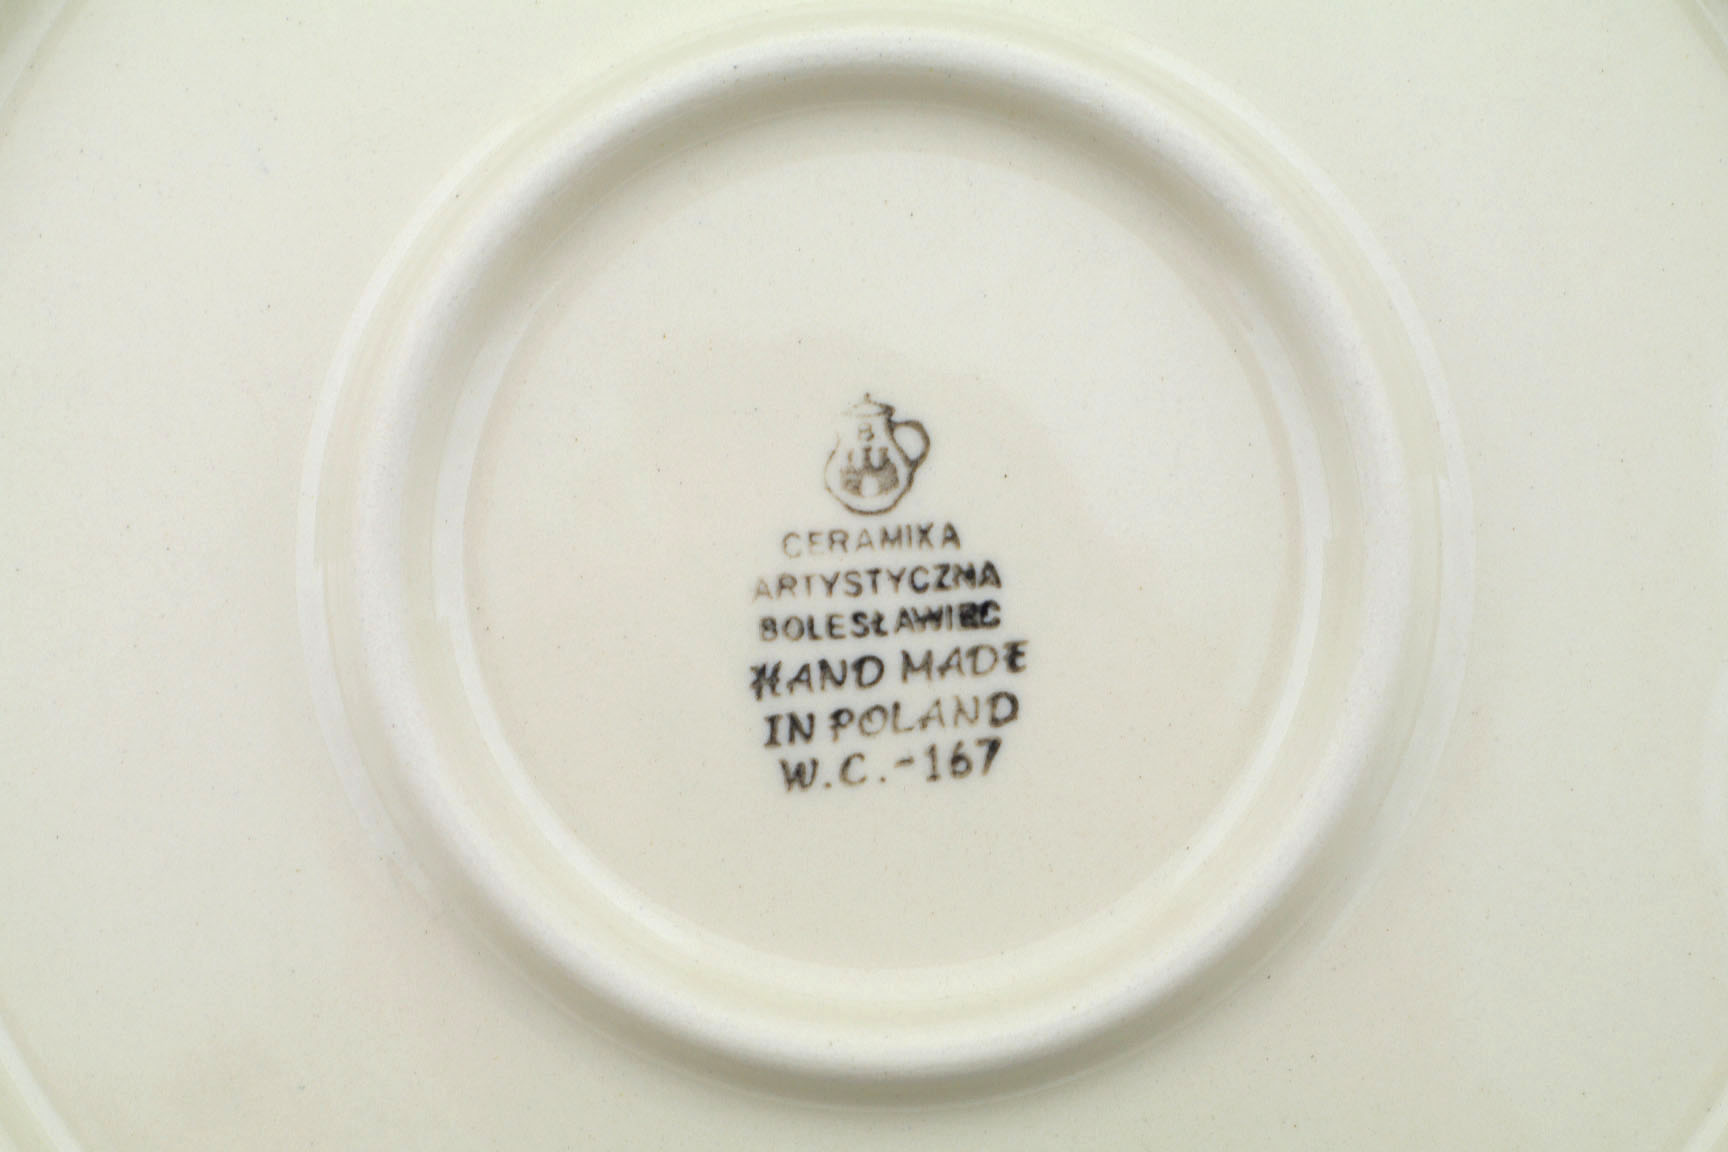 B
CERAMIKA
ARTYSTYCZNA
BOLESŁAWIEC
HAND MADE
IN POLAND
W.C.-167